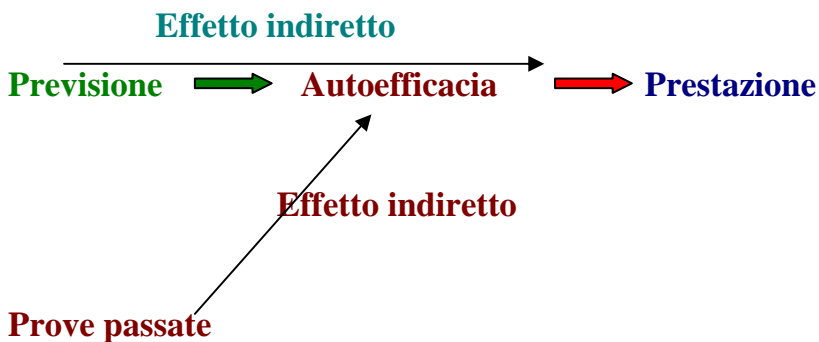 Effetto indiretto
Previsione Autoefficacia Prestazione
Effetto indiretto
Prove passate